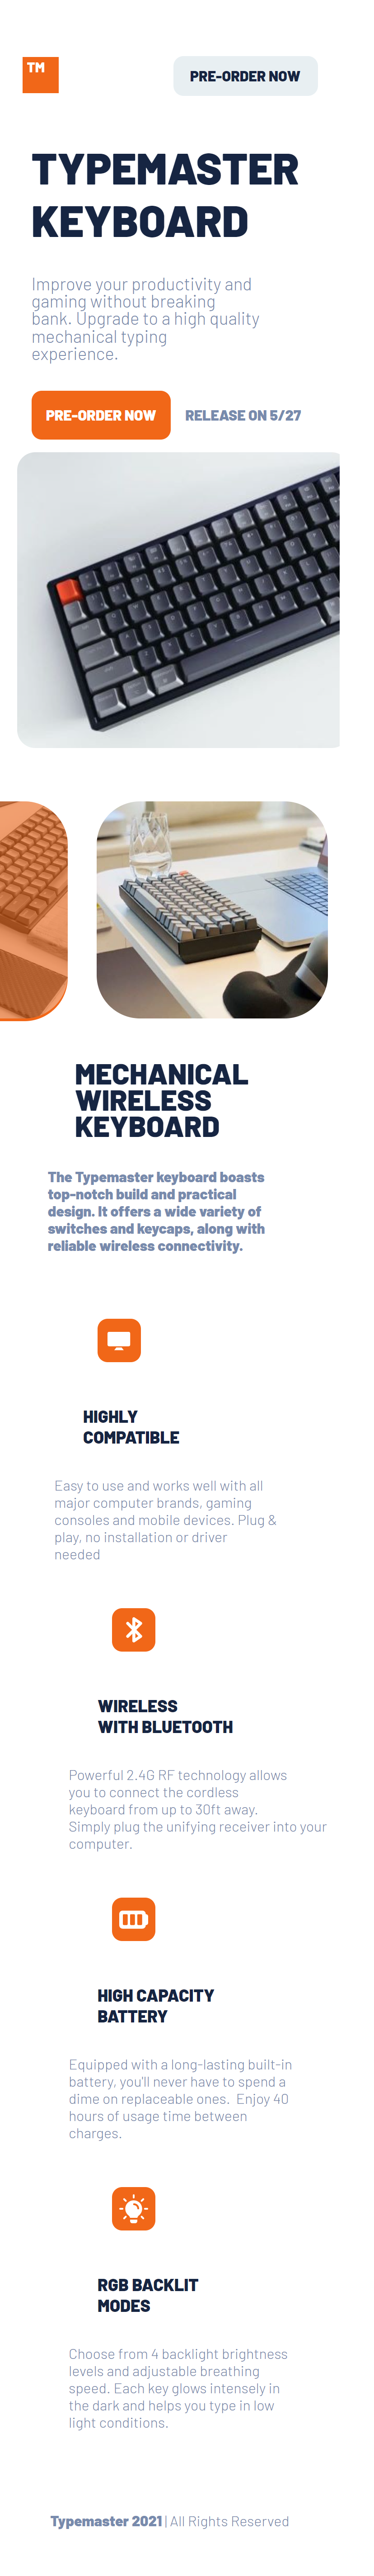 TM
PRE-ORDER NOW
TYPEMASTER
KEYBOARD
Improve your productivity and
gaming without breaking
bank. Upgrade to a high quality
mechanical typing
experience.
PRE-ORDER NOW
RELEASE ON 5/27
MECHANICAL
WIRELESS
KEYBOARD
The Typemaster keyboard boasts
top-notch build and practical
design. It offers a wide variety of
switches and keycaps, along with
reliable wireless connectivity.
HIGHLY
COMPATIBLE
Easy to use and works well with all
major computer brands, gaming
consoles and mobile devices. Plug &
play, no installation or driver
needed
WIRELESS
WITH BLUETOOTH
Powerful 2.4G RF technology allows
you to connect the cordless
keyboard from up to 30ft away.
Simply plug the unifying receiver into your
computer.
HIGH CAPACITY
BATTERY
Equipped with a long-lasting built-in
battery, you'll never have to spend a
dime on replaceable ones. Enjoy 40
hours of usage time between
charges.
RGB BACKLIT
MODES
Choose from 4 backlight brightness
levels and adjustable breathing
speed. Each key glows intensely in
the dark and helps you type in low
light conditions.
Typemaster 2021 | All Rights Reserved